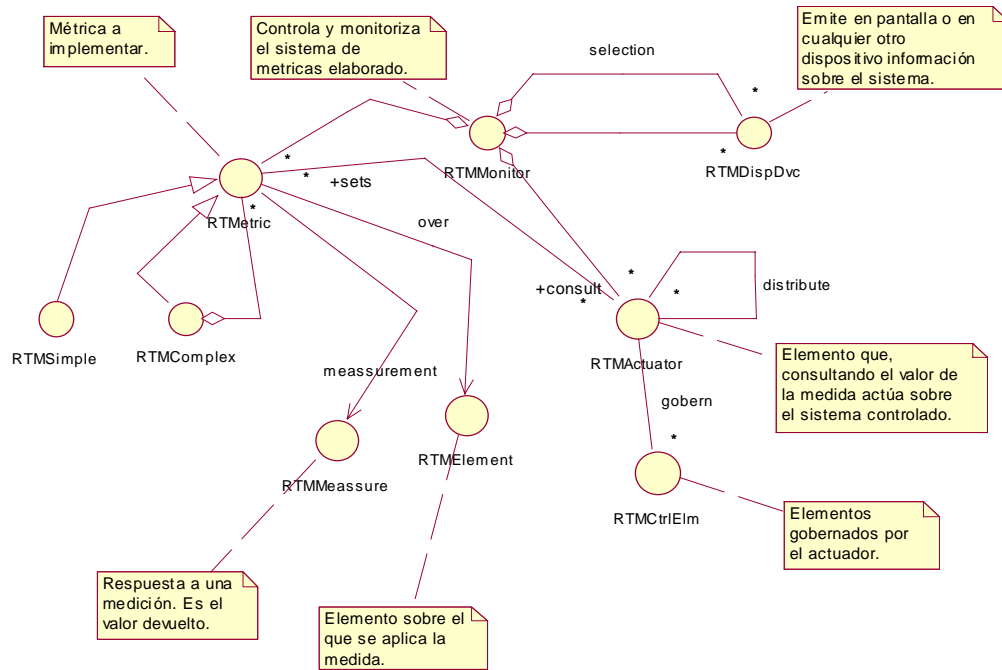 Métrica a
implementar.
Controla y monitoriza
el sistema de
metricas elaborado.
selection
Emite en pantalla o en
cualquier otro
dispositivo información
sobre el sistema.
*
*
RTMMonitor
RTMDispDvc
*
*
+sets
*
RTMetric
over
*
+consult
*
*
distribute
RTMSimple
RTMComplex
RTMActuator
meassurement
Elemento que,
consultando el valor de
la medida actúa sobre
el sistema controlado.
gobern
*
RTMElement
RTMMeassure
RTMCtrlElm
Elementos
gobernados por
el actuador.
Respuesta a una
medición. Es el
valor devuelto.
Elemento sobre el
que se aplica la
medida.